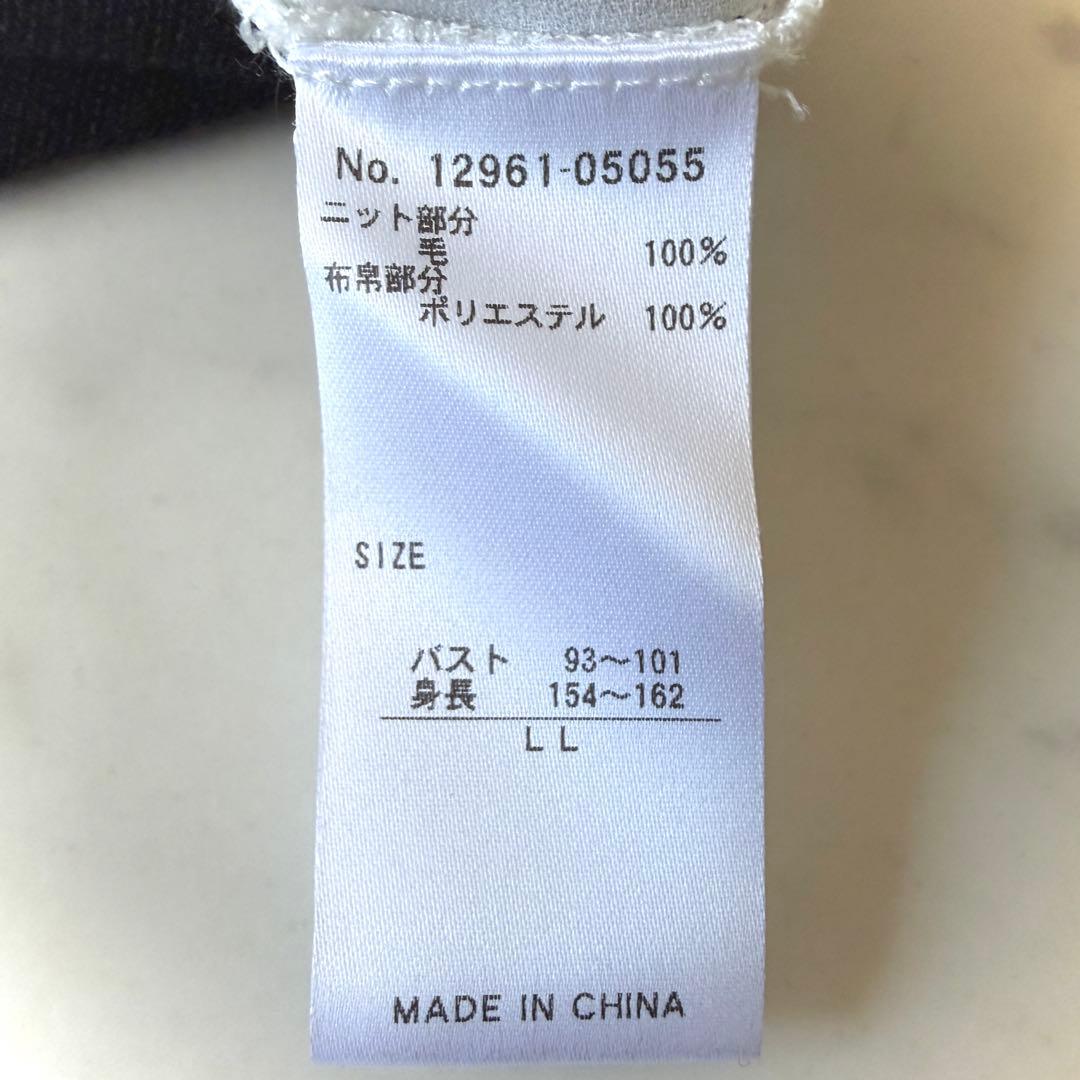 No. 12961-05055
ニット部分
毛 100%
布帛部分
ポリエステル 100%
SIZE
バスト 93〜101
身長 154〜162
LL
MADE IN CHINA